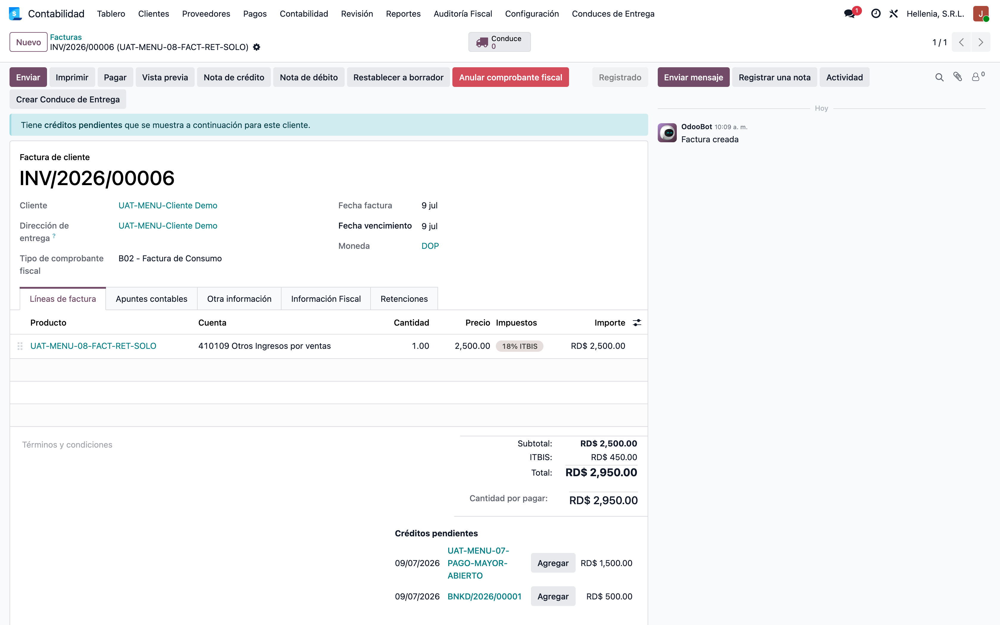 Contabilidad Tablero Clientes Proveedores Pagos Contabilidad Revisión Reportes Auditoría Fiscal Configuración Conduces de Entrega 1 Hellenia, S.R.L. J
Nuevo Facturas
INV/2026/00006 (UAT-MENU-08-FACT-RET-SOLO)
Conduce
0
1 / 1
Enviar Imprimir Pagar Vista previa Nota de crédito Nota de débito Restablecer a borrador Anular comprobante fiscal Registrado
Crear Conduce de Entrega
Enviar mensaje Registrar una nota Actividad 0
Hoy
OdooBot 10:09 a. m.
Factura creada
Tiene créditos pendientes que se muestra a continuación para este cliente.
Factura de cliente
INV/2026/00006
Cliente UAT-MENU-Cliente Demo
Dirección de entrega ? UAT-MENU-Cliente Demo
Tipo de comprobante fiscal B02 - Factura de Consumo
Fecha factura 9 jul
Fecha vencimiento 9 jul
Moneda DOP
Líneas de factura Apuntes contables Otra información Información Fiscal Retenciones
Producto Cuenta Cantidad Precio Impuestos Importe
UAT-MENU-08-FACT-RET-SOLO 410109 Otros Ingresos por ventas 1.00 2,500.00 18% ITBIS RD$ 2,500.00
Términos y condiciones
Subtotal: RD$ 2,500.00
ITBIS: RD$ 450.00
Total: RD$ 2,950.00
Cantidad por pagar: RD$ 2,950.00
Créditos pendientes
09/07/2026 UAT-MENU-07-PAGO-MAYOR-ABIERTO Agregar RD$ 1,500.00
09/07/2026 BNKD/2026/00001 Agregar RD$ 500.00